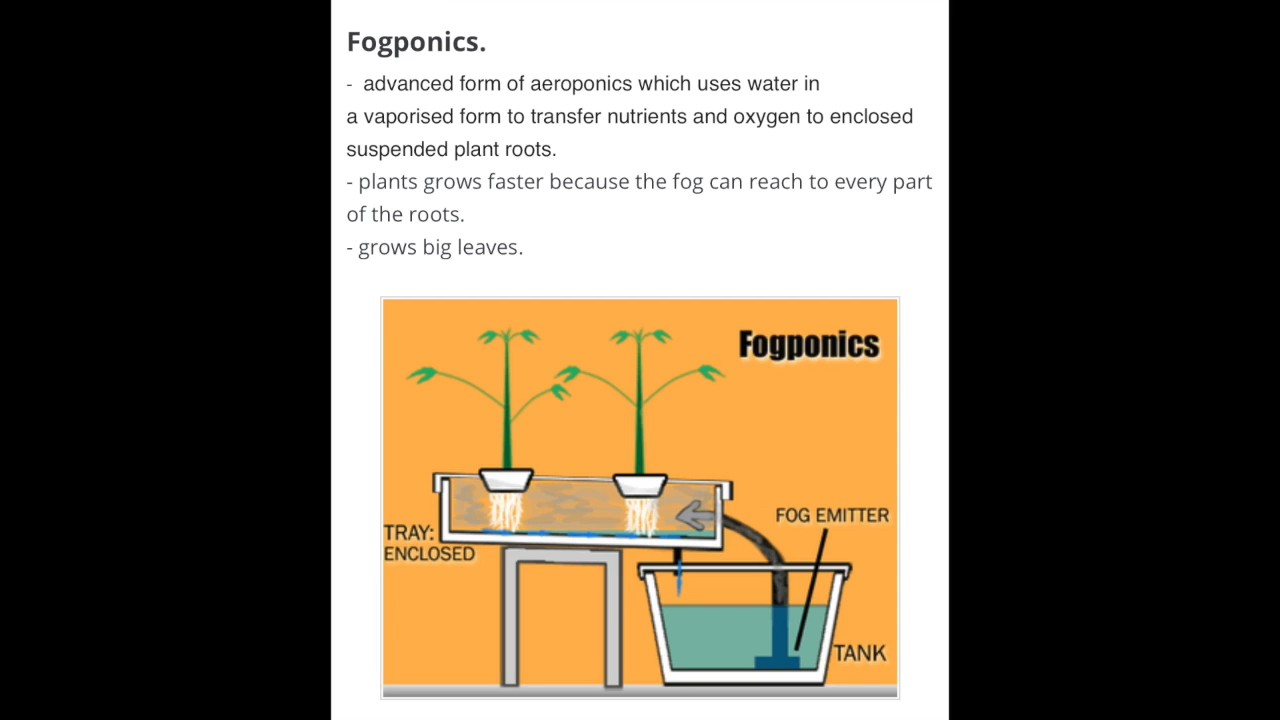 Fogponics.
- advanced form of aeroponics which uses water in
a vaporised form to transfer nutrients and oxygen to enclosed
suspended plant roots.
- plants grows faster because the fog can reach to every part
of the roots.
- grows big leaves.
Fogponics
FOG EMITTER
TRAY:
ENCLOSED
TANK